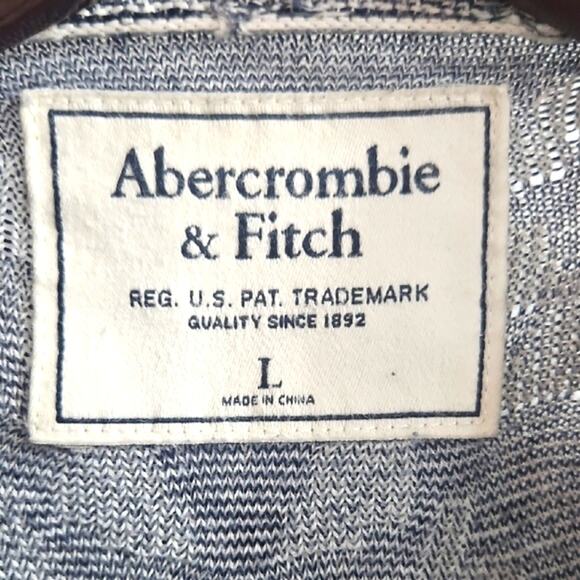 Abercrombie
& Fitch
REG. U.S. PAT. TRADEMARK
QUALITY SINCE 1892
L
MADE IN CHINA